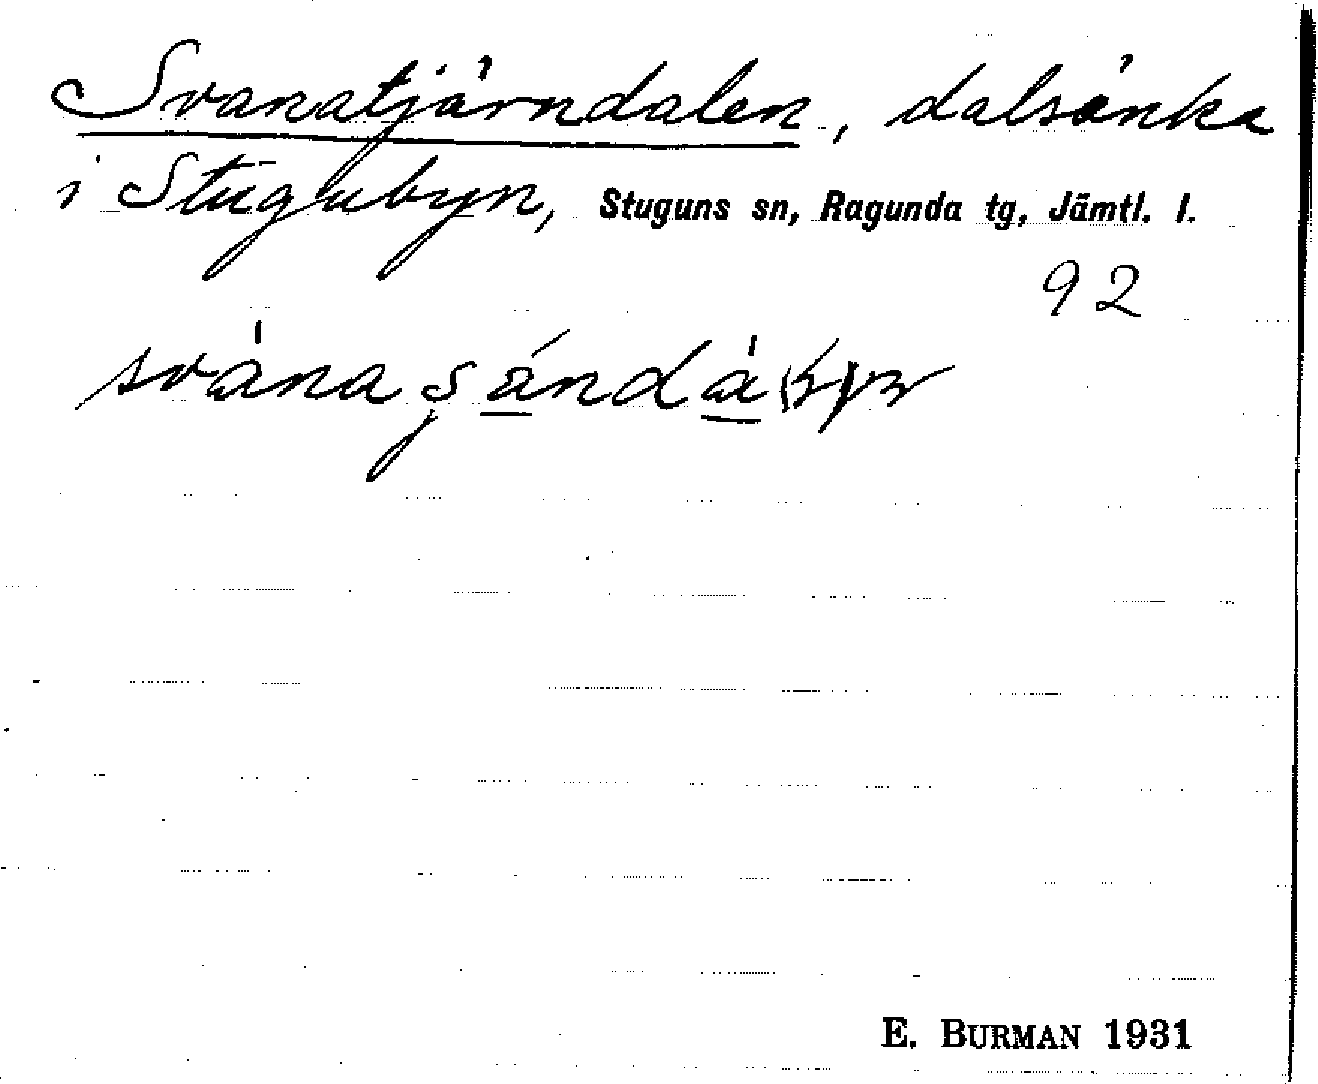 Svanatjärndalen, dalsänka
i Stugubyn, Stuguns sn, Ragunda tg, Jämtl. l.
92
E. BURMAN 1931